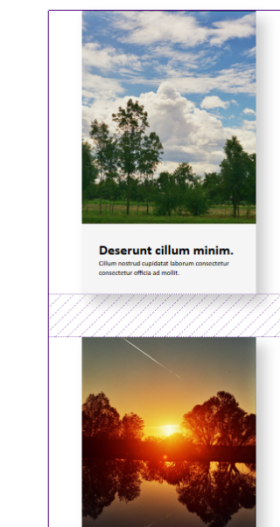 Deserunt cillum minim.
Cillum nostrud cupidatat laborum consectetur
consectetur officia ad mollit.